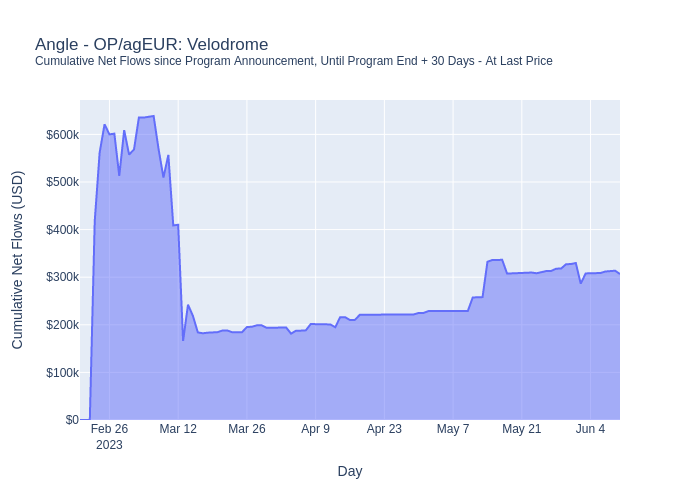 Angle - OP/agEUR: Velodrome
Cumulative Net Flows since Program Announcement, Until Program End + 30 Days - At Last Price
Cumulative Net Flows (USD)
$600k
$500k
$400k
$300k
$200k
$100k
$0
Feb 26
2023
Mar 12
Mar 26
Apr 9
Apr 23
May 7
May 21
Jun 4
Day